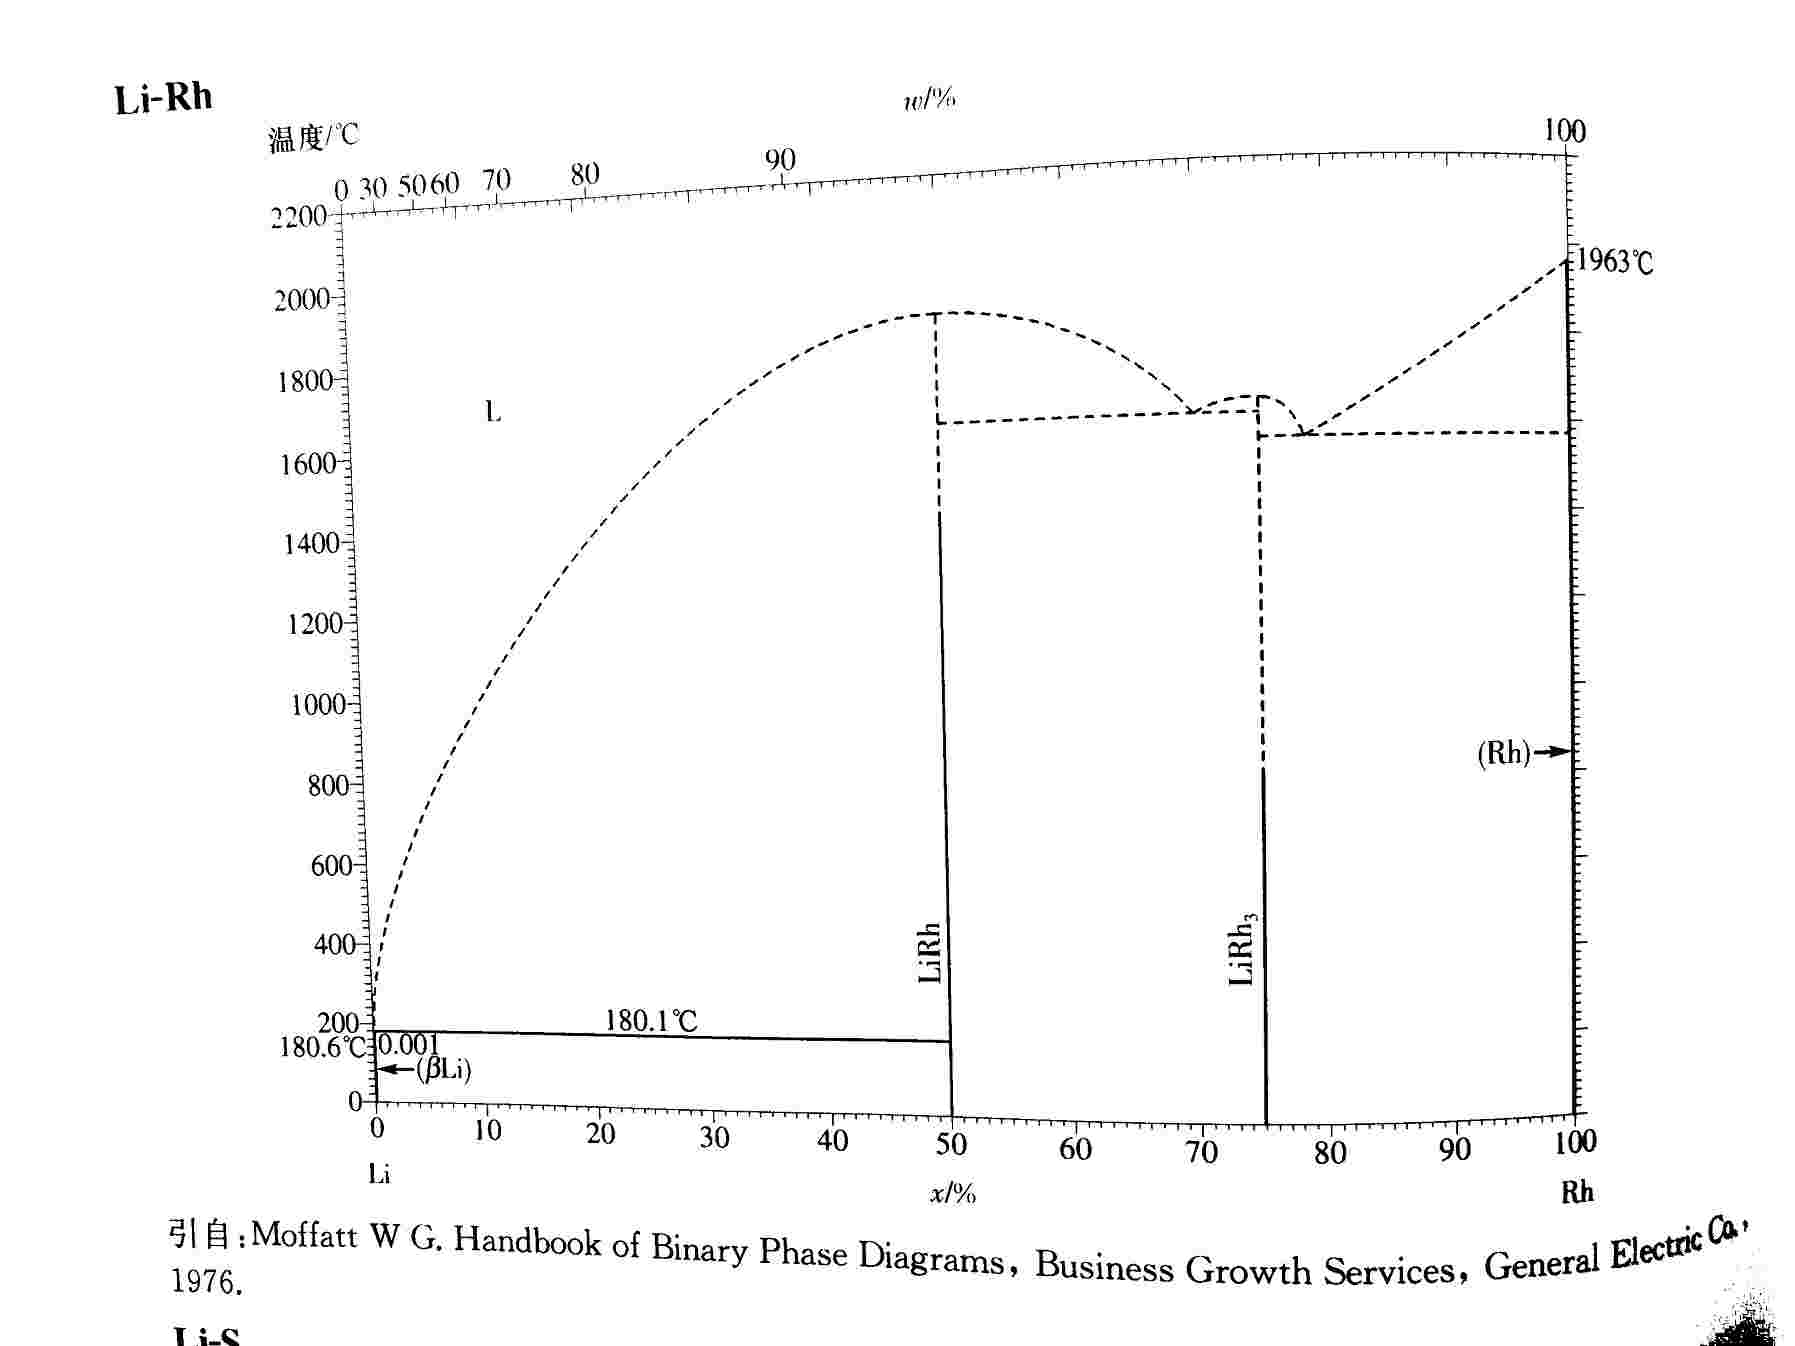 Li-Rh
w/%
温度/℃
0 30 50 60 70 80 90 100
2200
2000
1800
1600
1400
1200
1000
800
600
400
200
0
1963℃
L
(Rh)
LiRh
LiRh₃
180.1℃
180.6℃
0.001
(βLi)
0 10 20 30 40 50 60 70 80 90 100
Li
x/%
Rh
引自:Moffatt W G. Handbook of Binary Phase Diagrams, Business Growth Services, General Electric Co.,
1976.
Li-S